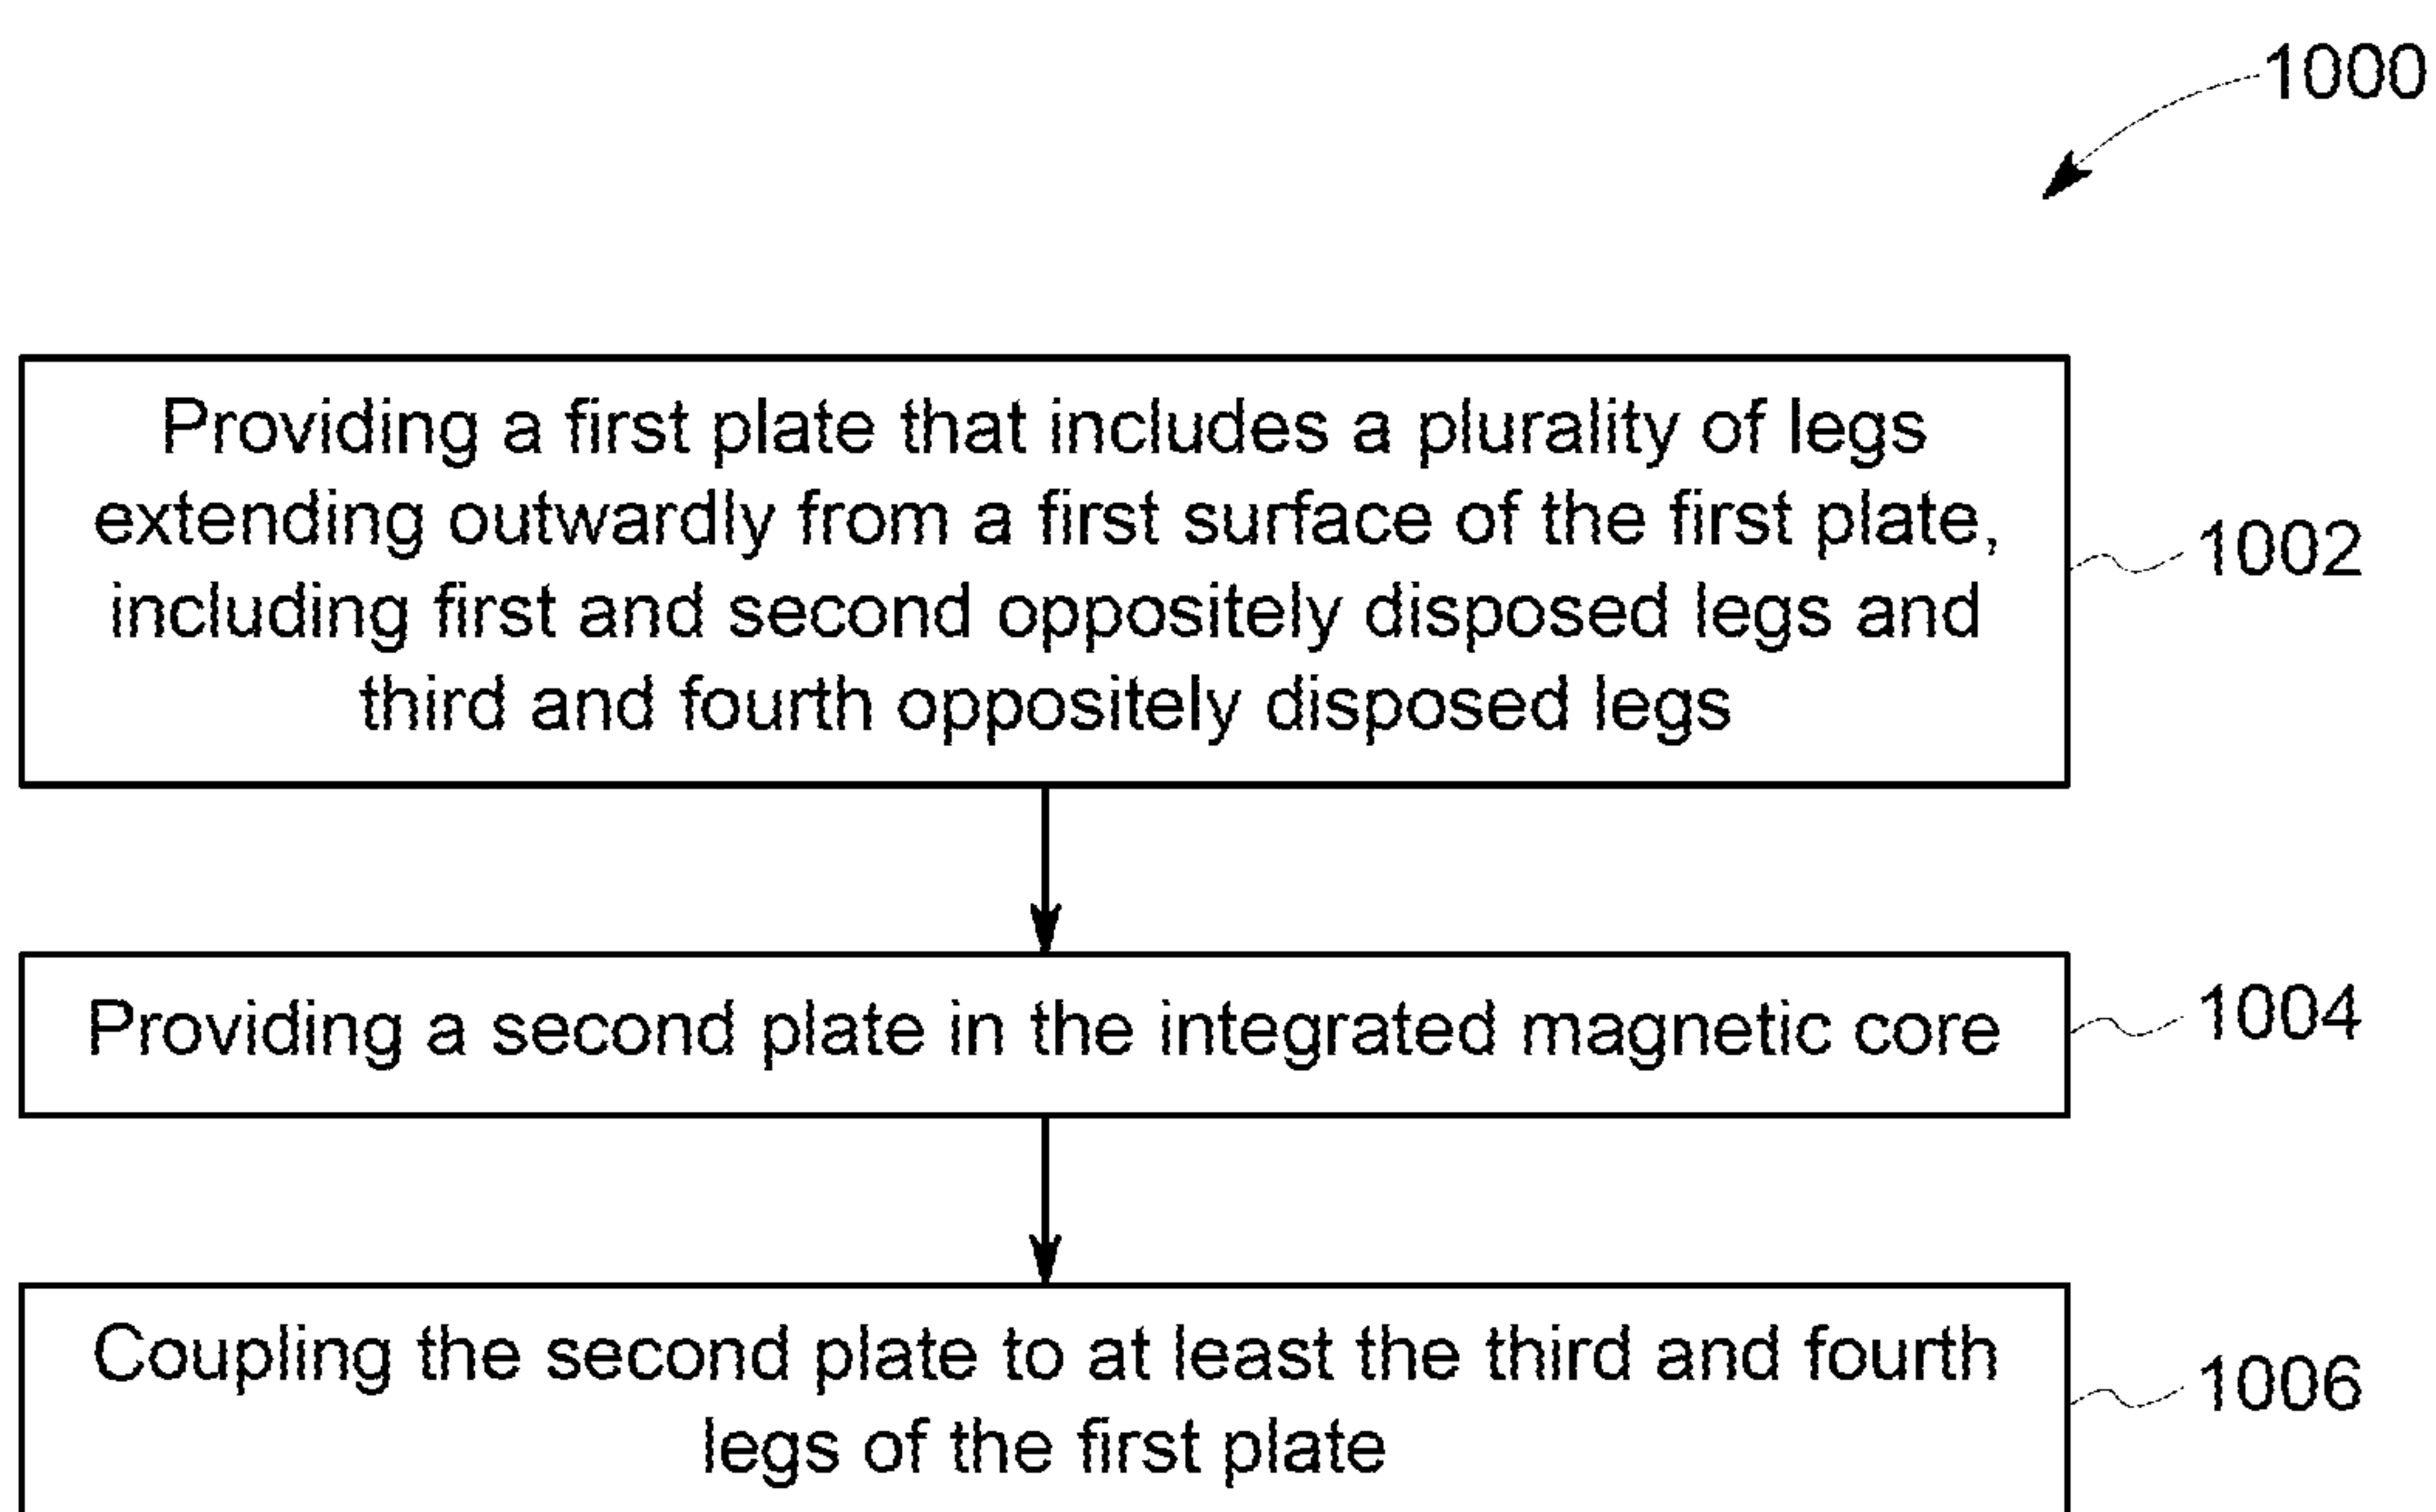 1000
Providing a first plate that includes a plurality of legs
extending outwardly from a first surface of the first plate,
including first and second oppositely disposed legs and
third and fourth oppositely disposed legs
1002
Providing a second plate in the integrated magnetic core
1004
Coupling the second plate to at least the third and fourth
legs of the first plate
1006